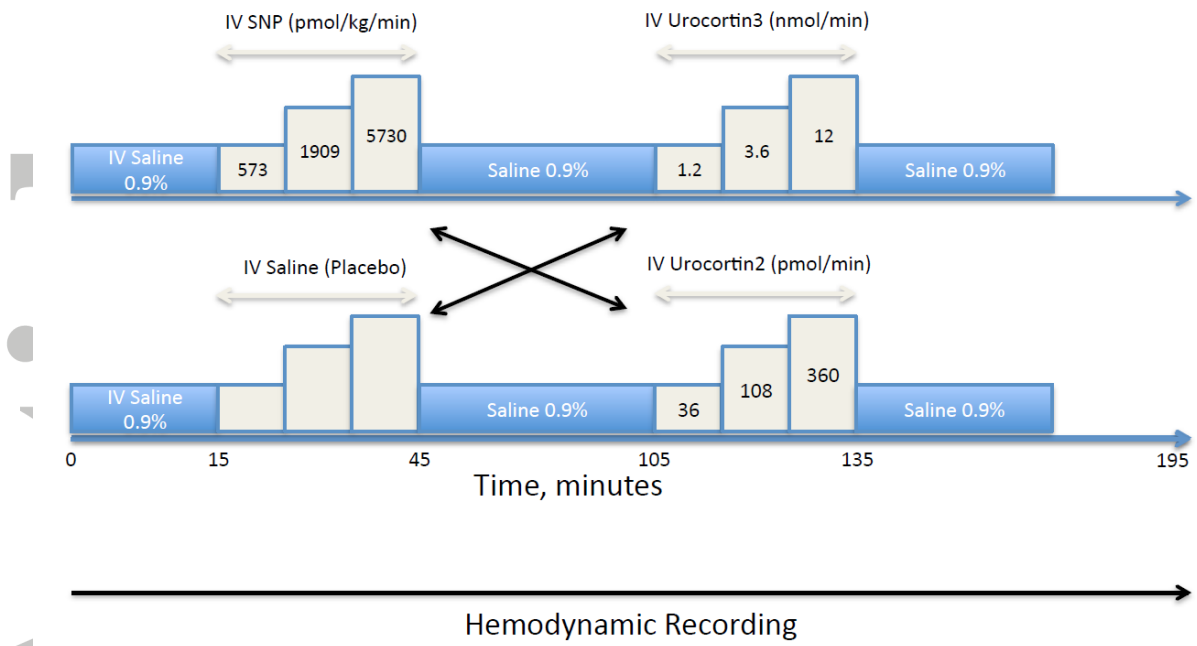 IV SNP (pmol/kg/min)
IV Urocortin3 (nmol/min)
IV Saline
0.9%
573
1909
5730
Saline 0.9%
1.2
3.6
12
Saline 0.9%
IV Saline (Placebo)
IV Urocortin2 (pmol/min)
IV Saline
0.9%
Saline 0.9%
36
108
360
Saline 0.9%
0
15
45
105
135
195
Time, minutes
Hemodynamic Recording